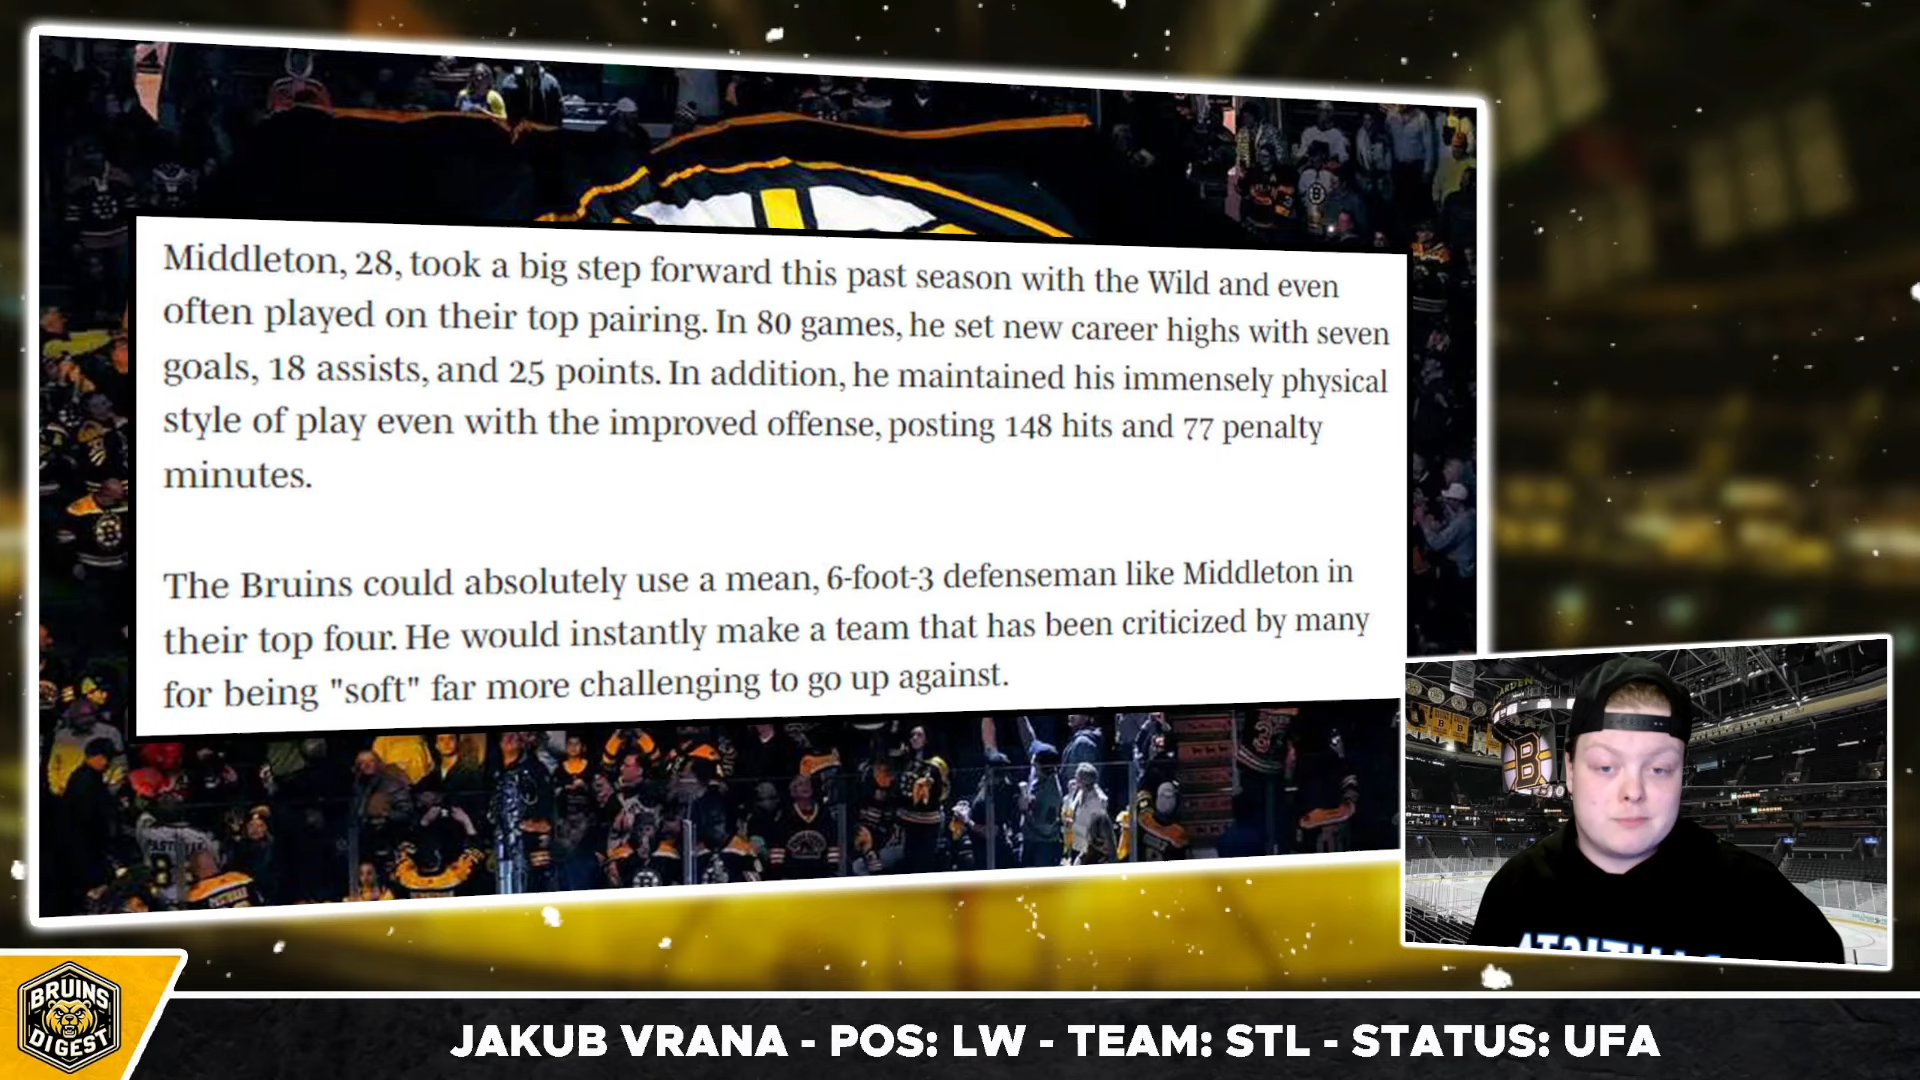 Middleton, 28, took a big step forward this past season with the Wild and even
often played on their top pairing. In 80 games, he set new career highs with seven
goals, 18 assists, and 25 points. In addition, he maintained his immensely physical
style of play even with the improved offense, posting 148 hits and 77 penalty
minutes.
The Bruins could absolutely use a mean, 6-foot-3 defenseman like Middleton in
their top four. He would instantly make a team that has been criticized by many
for being "soft" far more challenging to go up against.
B
BRUINS
DIGEST
JAKUB VRANA - POS: LW - TEAM: STL - STATUS: UFA